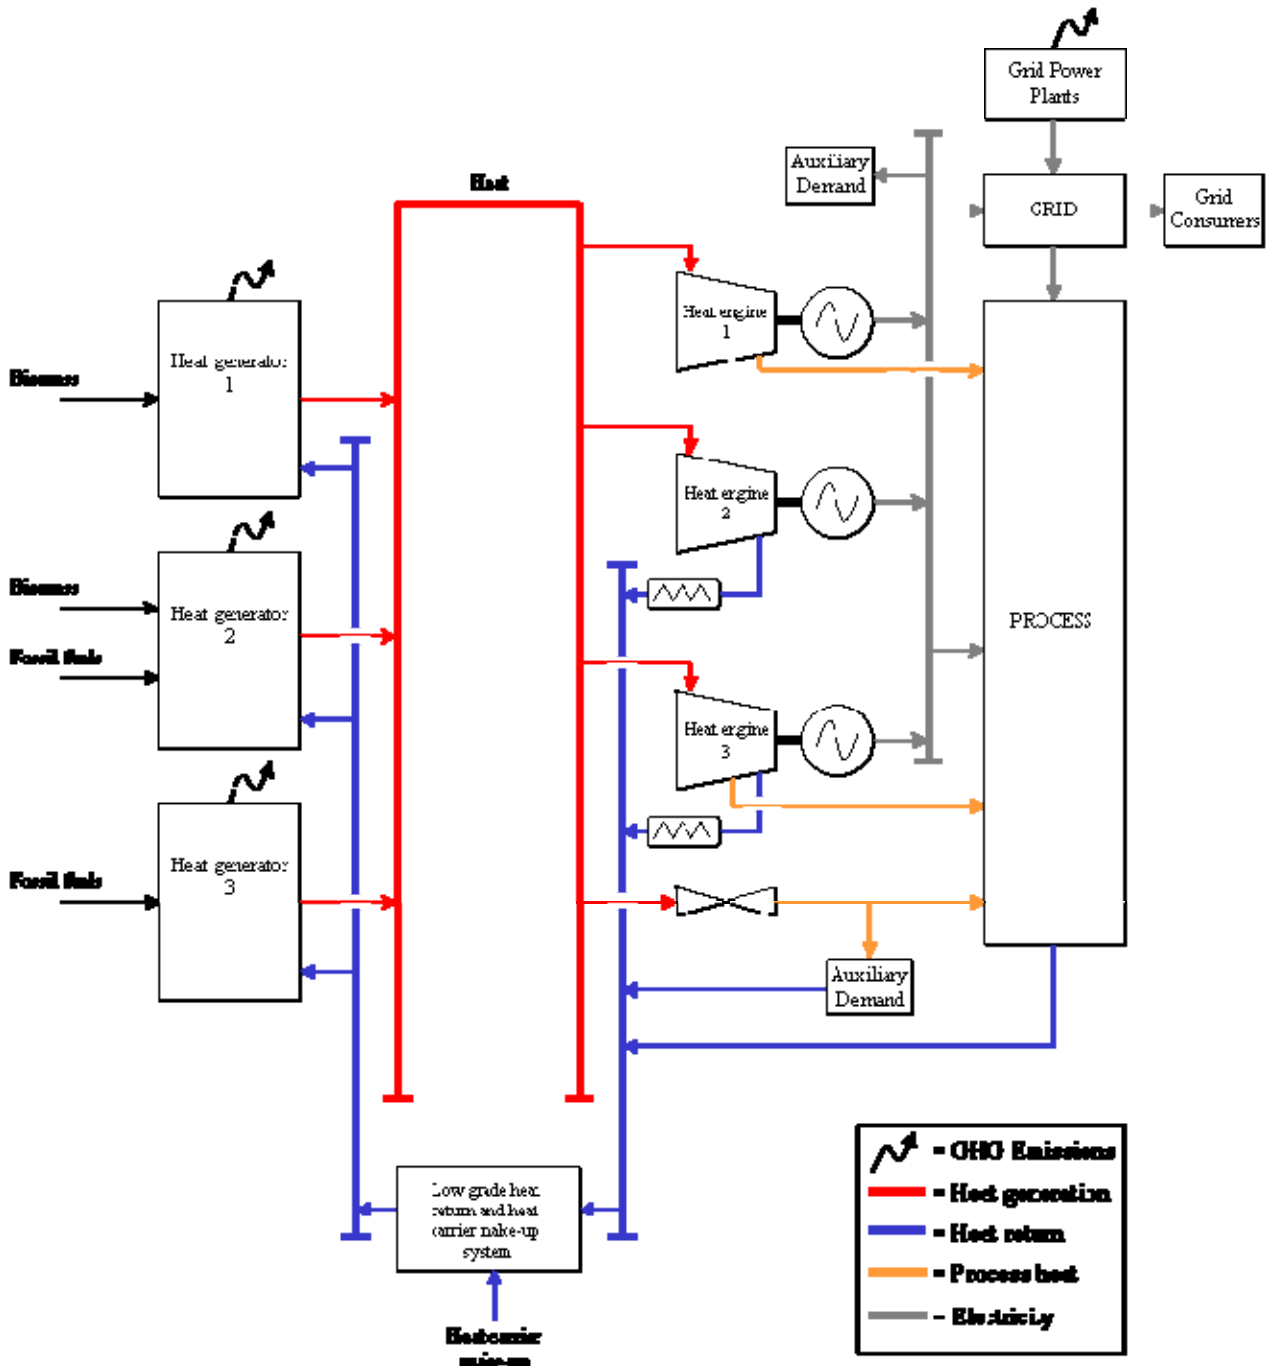 Grid Power
Plants
Auxiliary
Demand
GRID
Grid
Consumers
Heat
Heat engine
1
Heat generator
1
Biomass
Heat engine
2
Biomass
Heat generator
2
Fossil fuels
PROCESS
Heat engine
3
Heat generator
3
Fossil fuels
Auxiliary
Demand
= GHG Emissions
= Heat generation
= Heat return
= Process heat
= Electricity
Low grade heat
return and heat
carrier make-up
system
Heat carrier
make-up